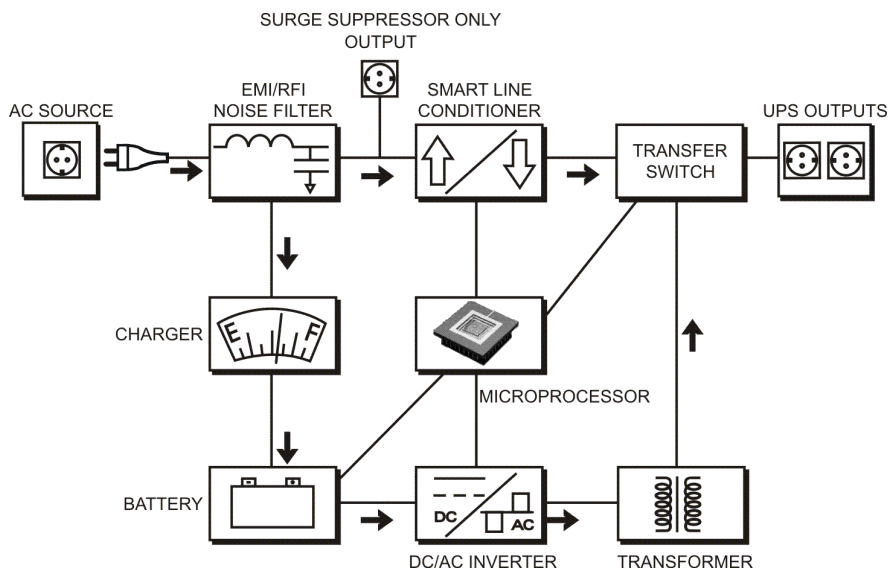 SURGE SUPPRESSOR ONLY
OUTPUT
AC SOURCE
EMI/RFI
NOISE FILTER
SMART LINE
CONDITIONER
UPS OUTPUTS
TRANSFER
SWITCH
CHARGER
E F
MICROPROCESSOR
BATTERY
- +
DC AC
DC/AC INVERTER
TRANSFORMER